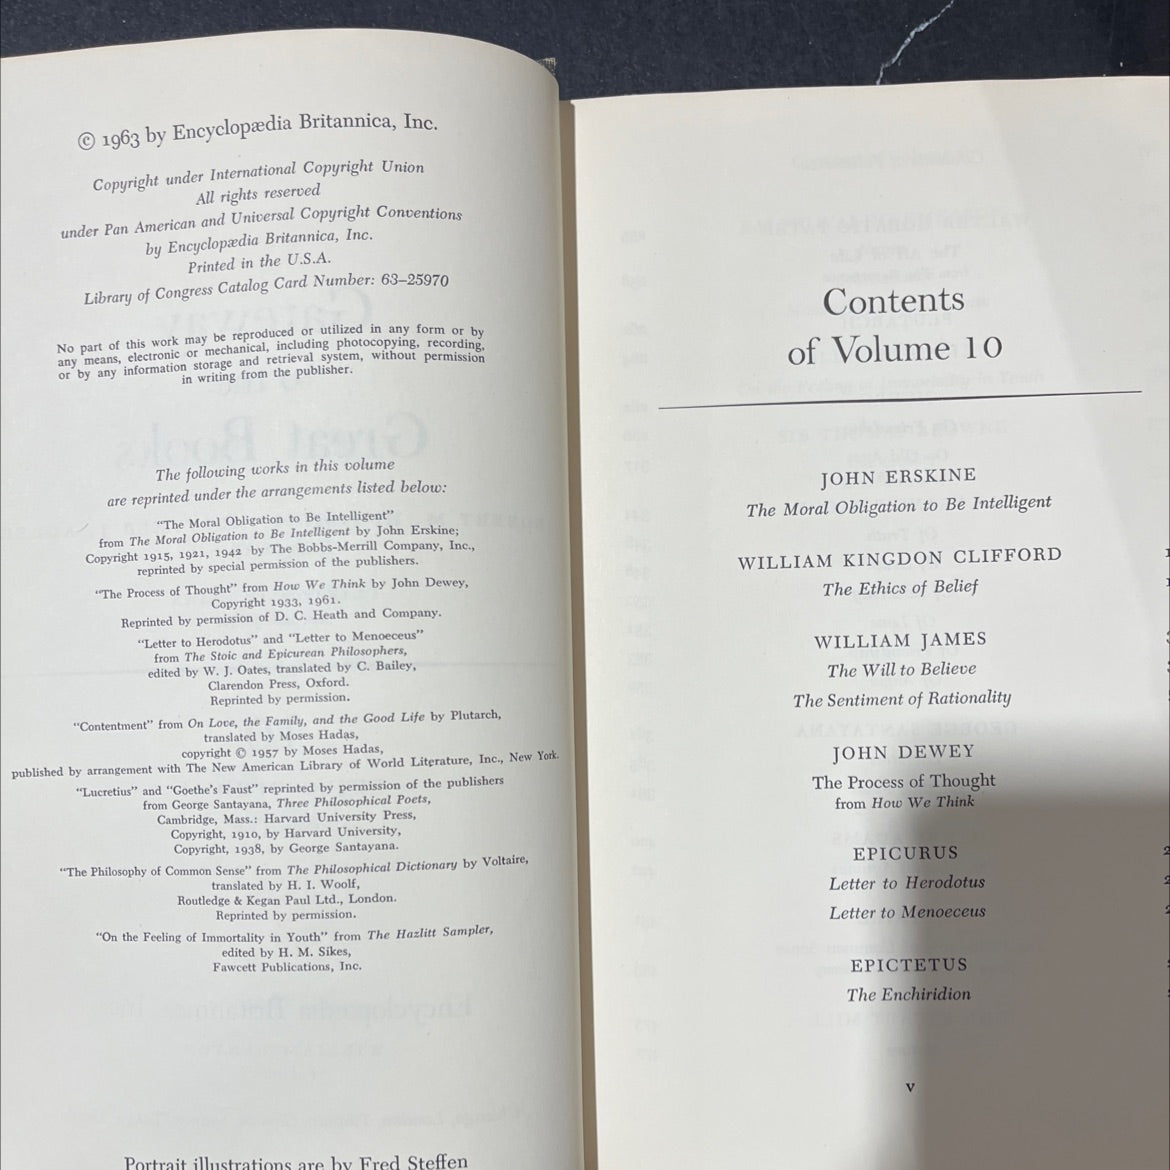 © 1963 by Encyclopædia Britannica, Inc.
Copyright under International Copyright Union
All rights reserved
under Pan American and Universal Copyright Conventions
by Encyclopædia Britannica, Inc.
Printed in the U.S.A.
Library of Congress Catalog Card Number: 63–25970
No part of this work may be reproduced or utilized in any form or by
any means, electronic or mechanical, including photocopying, recording,
or by any information storage and retrieval system, without permission
in writing from the publisher.
The following works in this volume
are reprinted under the arrangements listed below:
“The Moral Obligation to Be Intelligent”
from The Moral Obligation to Be Intelligent by John Erskine;
Copyright 1915, 1921, 1942 by The Bobbs-Merrill Company, Inc.,
reprinted by special permission of the publishers.
“The Process of Thought” from How We Think by John Dewey,
Copyright 1933, 1961.
Reprinted by permission of D. C. Heath and Company.
“Letter to Herodotus” and “Letter to Menoeceus”
from The Stoic and Epicurean Philosophers,
edited by W. J. Oates, translated by C. Bailey,
Clarendon Press, Oxford.
Reprinted by permission.
“Contentment” from On Love, the Family, and the Good Life by Plutarch,
translated by Moses Hadas,
copyright © 1957 by Moses Hadas,
published by arrangement with The New American Library of World Literature, Inc., New York.
“Lucretius” and “Goethe's Faust” reprinted by permission of the publishers
from George Santayana, Three Philosophical Poets,
Cambridge, Mass.: Harvard University Press,
Copyright, 1910, by Harvard University,
Copyright, 1938, by George Santayana.
“The Philosophy of Common Sense” from The Philosophical Dictionary by Voltaire,
translated by H. I. Woolf,
Routledge & Kegan Paul Ltd., London.
Reprinted by permission.
“On the Feeling of Immortality in Youth” from The Hazlitt Sampler,
edited by H. M. Sikes,
Fawcett Publications, Inc.
Portrait illustrations are by Fred Steffen
Contents
of Volume 10
JOHN ERSKINE
The Moral Obligation to Be Intelligent
WILLIAM KINGDON CLIFFORD
The Ethics of Belief
WILLIAM JAMES
The Will to Believe
The Sentiment of Rationality
JOHN DEWEY
The Process of Thought
from How We Think
EPICURUS
Letter to Herodotus
Letter to Menoeceus
EPICTETUS
The Enchiridion
v